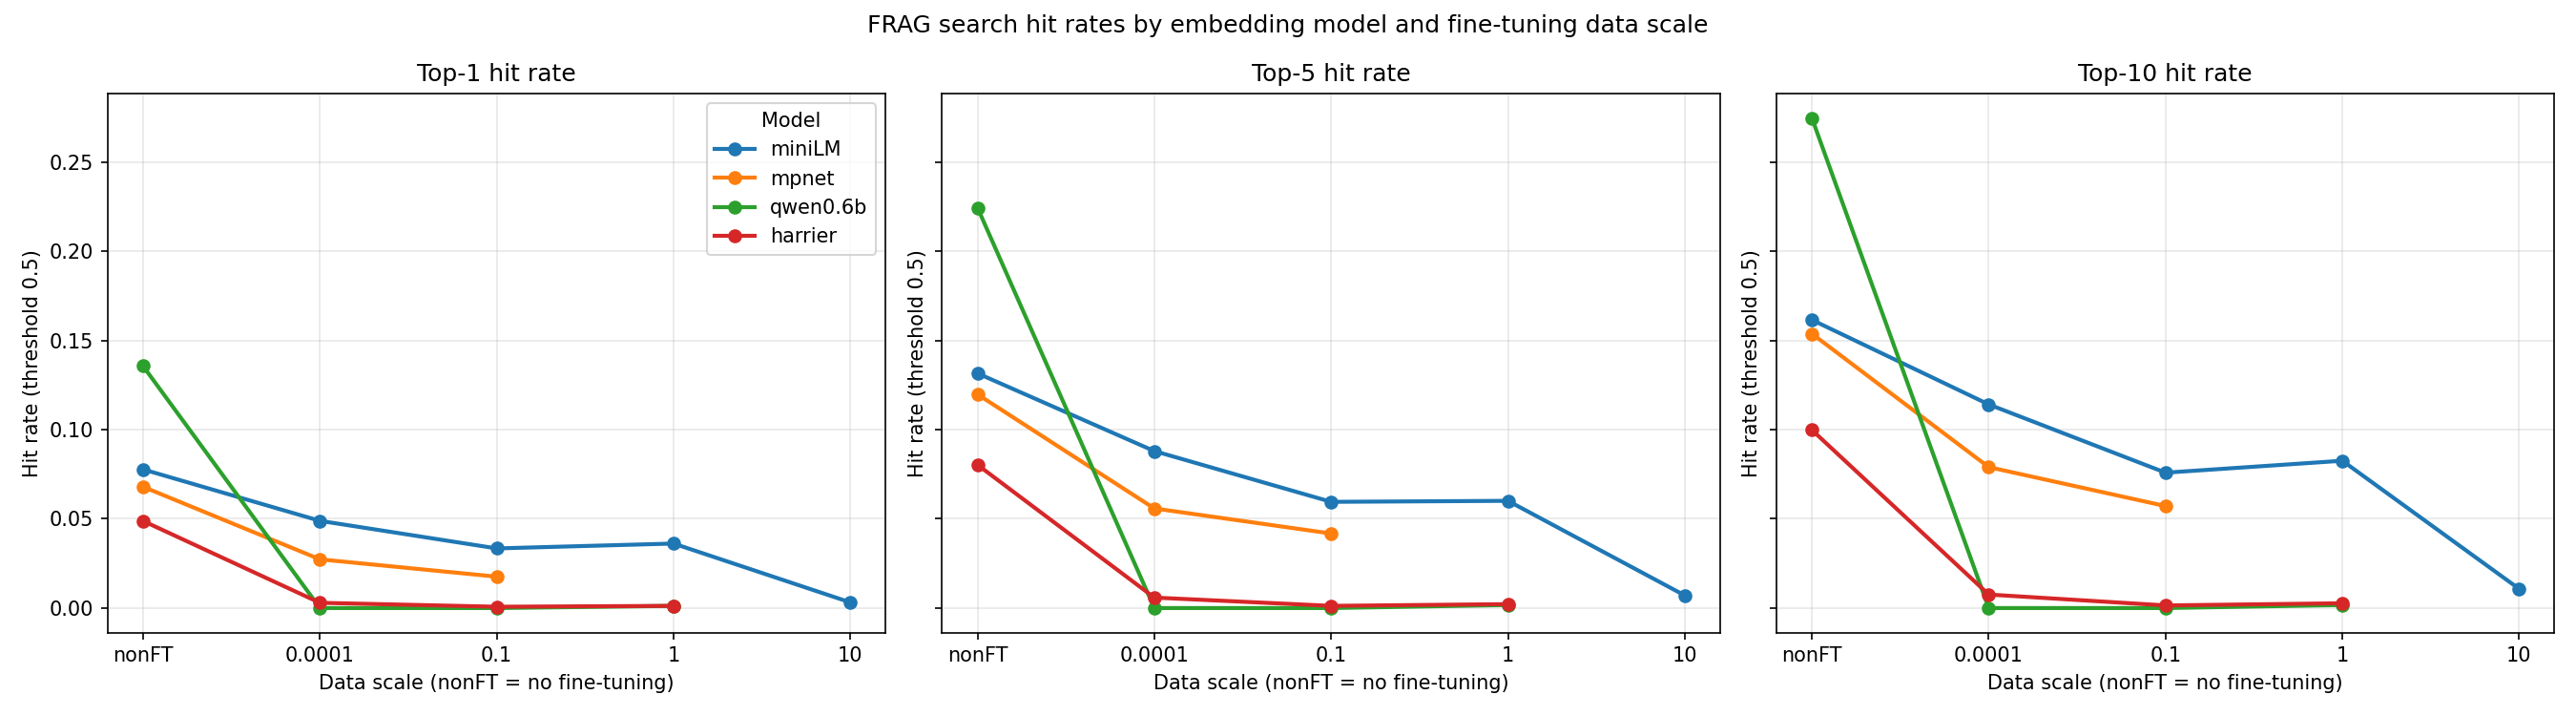 FRAG search hit rates by embedding model and fine-tuning data scale
Top-1 hit rate
Hit rate (threshold 0.5)
0.25
0.20
0.15
0.10
0.05
0.00
Model
miniLM
mpnet
qwen0.6b
harrier
nonFT 0.0001 0.1 1 10
Data scale (nonFT = no fine-tuning)
Top-5 hit rate
Hit rate (threshold 0.5)
nonFT 0.0001 0.1 1 10
Data scale (nonFT = no fine-tuning)
Top-10 hit rate
Hit rate (threshold 0.5)
nonFT 0.0001 0.1 1 10
Data scale (nonFT = no fine-tuning)